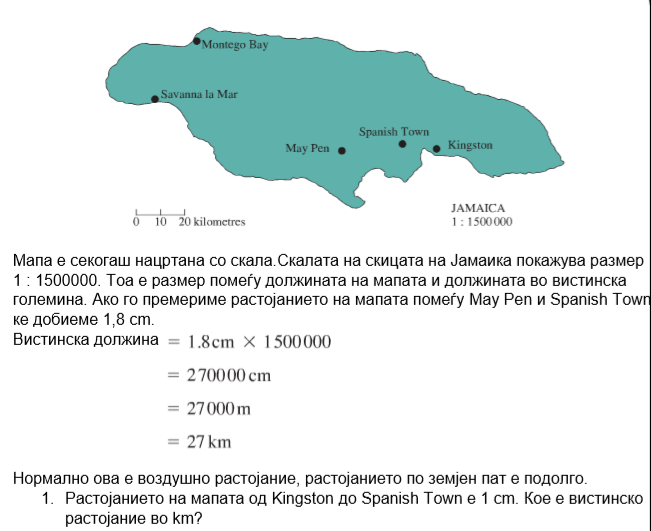 Montego Bay
Savanna la Mar
Spanish Town
May Pen
Kingston
0 10 20 kilometres
JAMAICA
1 : 1500 000
Мапа е секогаш нацртана со скала.Скалата на скицата на Јамаика покажува размер
1 : 1500000. Тоа е размер помеѓу должината на мапата и должината во вистинска
големина. Ако го премериме растојанието на мапата помеѓу May Pen и Spanish Town
ке добиеме 1,8 cm.
Вистинска должина = 1.8cm × 1500000
= 270000 cm
= 27000 m
= 27 km
Нормално ова е воздушно растојание, растојанието по земјен пат е подолго.
1. Растојанието на мапата од Kingston до Spanish Town е 1 cm. Кое е вистинско
растојание во km?